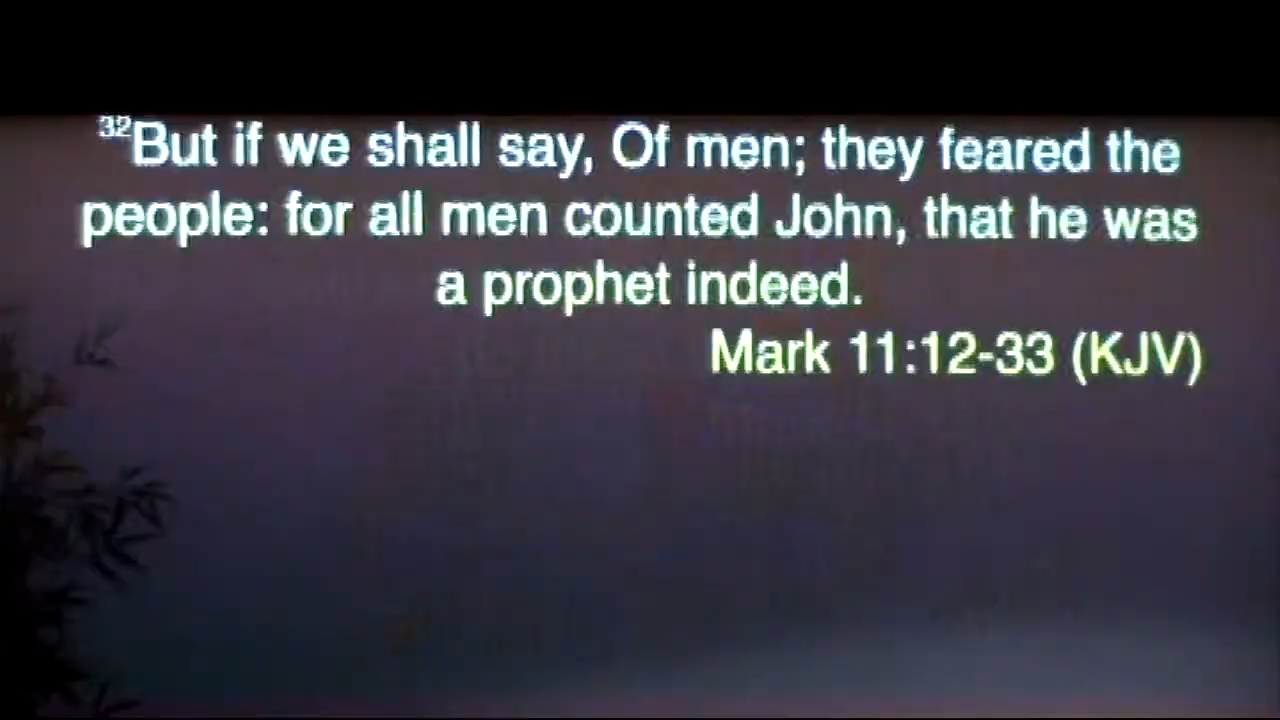 32But if we shall say, Of men; they feared the
people: for all men counted John, that he was
a prophet indeed.
Mark 11:12-33 (KJV)